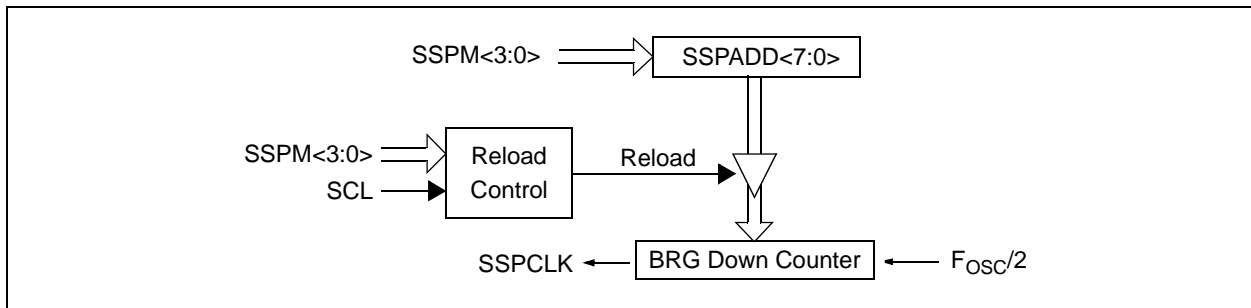 SSPM<3:0>
SSPADD<7:0>
SSPM<3:0>
SCL
Reload
Control
Reload
SSPCLK
BRG Down Counter
FOSC/2